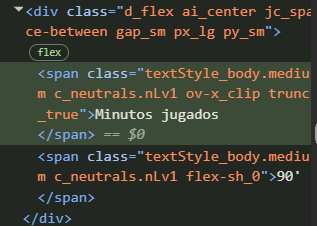 <div class="d_flex ai_center jc_spa
ce-between gap_sm px_lg py_sm">
flex
<span class="textStyle_body.mediu
m c_neutrals.nLv1 ov-x_clip trunc
_true">Minutos jugados
</span> == $0
<span class="textStyle_body.mediu
m c_neutrals.nLv1 flex-sh_0">90'
</span>
</div>